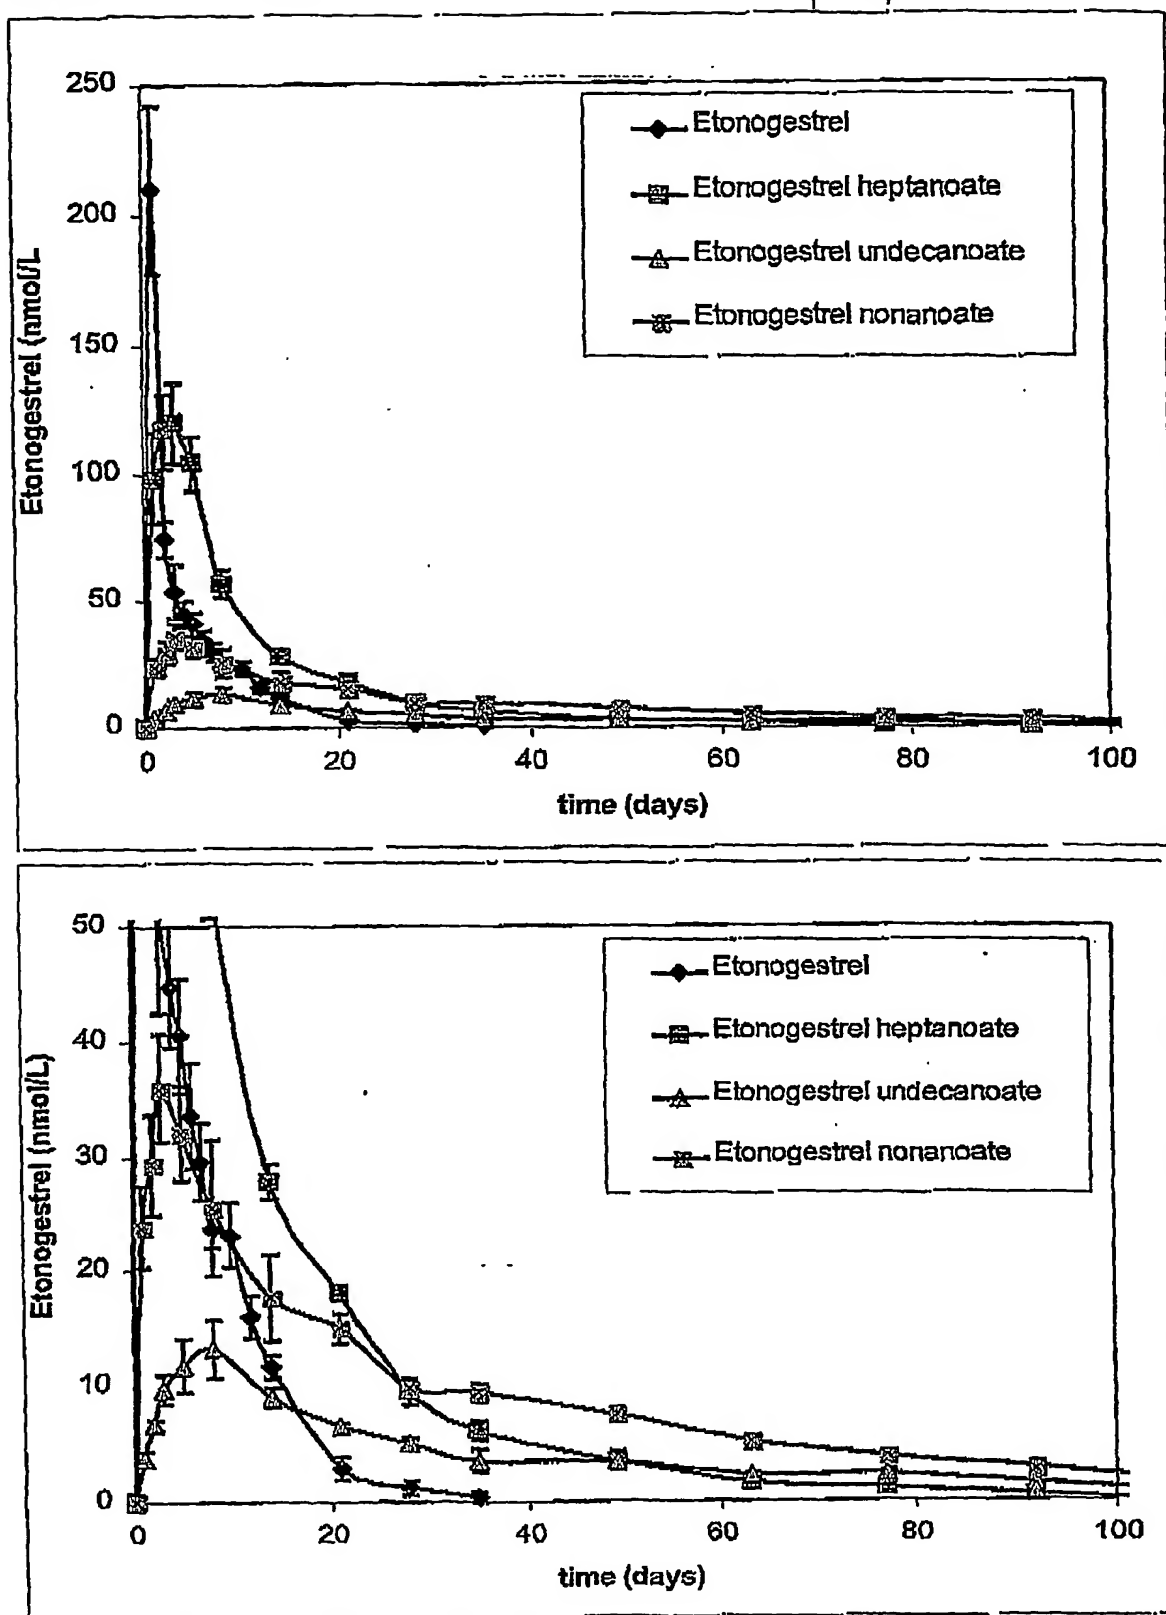 250
200
150
100
50
0
Etonogestrel (nmol/L
Etonogestrel
Etonogestrel heptanoate
Etonogestrel undecanoate
Etonogestrel nonanoate
0 20 40 60 80 100
time (days)
50
40
30
20
10
0
Etonogestrel (nmol/L)
Etonogestrel
Etonogestrel heptanoate
Etonogestrel undecanoate
Etonogestrel nonanoate
0 20 40 60 80 100
time (days)